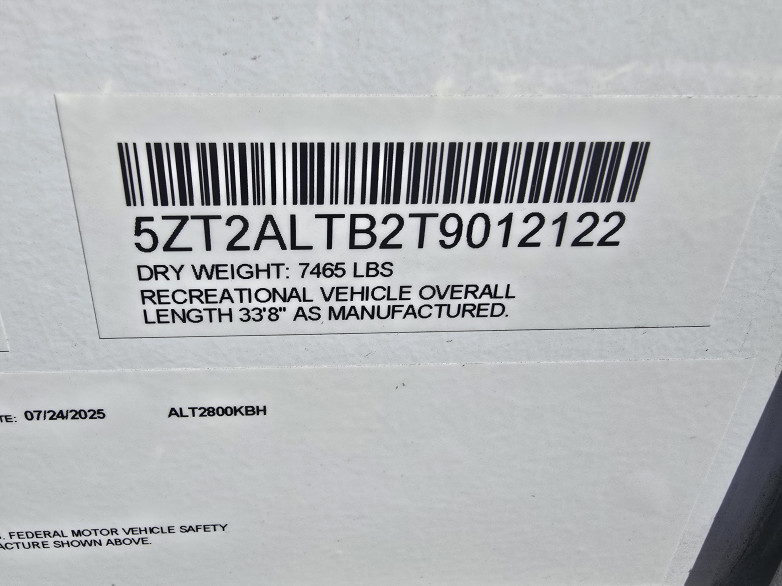 5ZT2ALTB2T9012122
DRY WEIGHT: 7465 LBS
RECREATIONAL VEHICLE OVERALL
LENGTH 33'8" AS MANUFACTURED.
TE: 07/24/2025 ALT2800KBH
. FEDERAL MOTOR VEHICLE SAFETY
ACTURE SHOWN ABOVE.